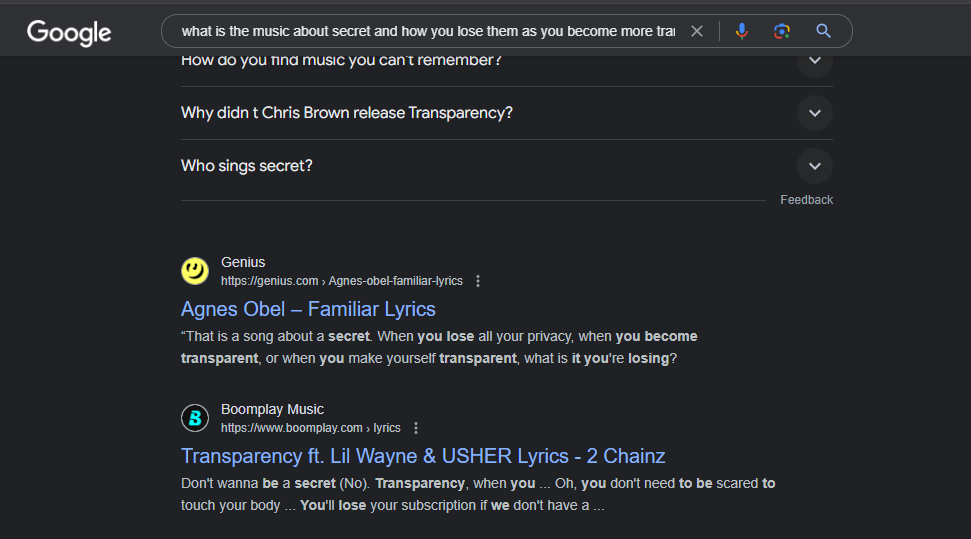 Google
what is the music about secret and how you lose them as you become more
How do you find music you can't remember?
Why didn t Chris Brown release Transparency?
Who sings secret?
Feedback
Genius
https://genius.com › Agnes-obel-familiar-lyrics
Agnes Obel – Familiar Lyrics
“That is a song about a secret. When you lose all your privacy, when you become
transparent, or when you make yourself transparent, what is it you're losing?
B
Boomplay Music
https://www.boomplay.com › lyrics
Transparency ft. Lil Wayne & USHER Lyrics - 2 Chainz
Don't wanna be a secret (No). Transparency, when you ... Oh, you don't need to be scared to
touch your body ... You'll lose your subscription if we don't have a ...